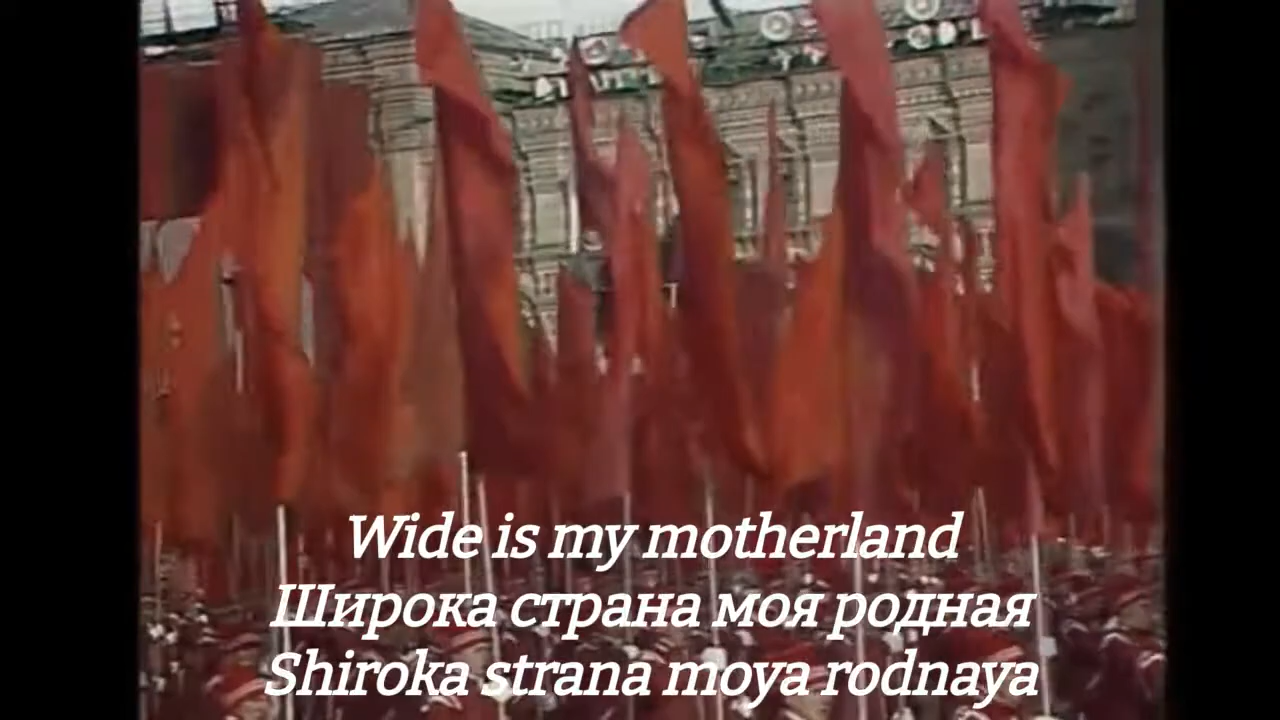 Wide is my motherland
Широка страна моя родная
Shiroka strana moya rodnaya